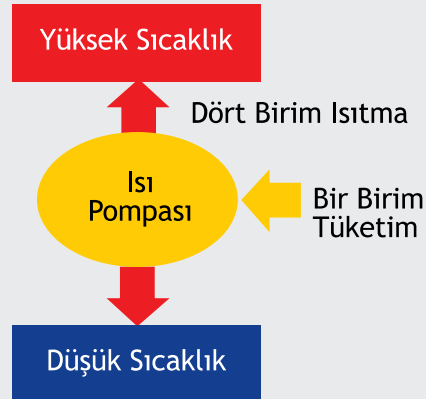 Yüksek Sıcaklık
Dört Birim Isıtma
Isı
Pompası
Bir Birim
Tüketim
Düşük Sıcaklık